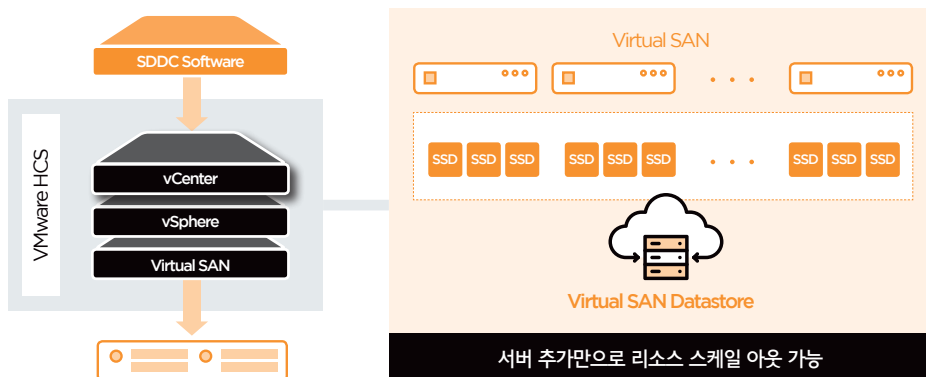 SDDC Software
VMware HCS
vCenter
vSphere
Virtual SAN
Virtual SAN
SSD SSD SSD SSD SSD SSD SSD SSD SSD
Virtual SAN Datastore
서버 추가만으로 리소스 스케일 아웃 가능